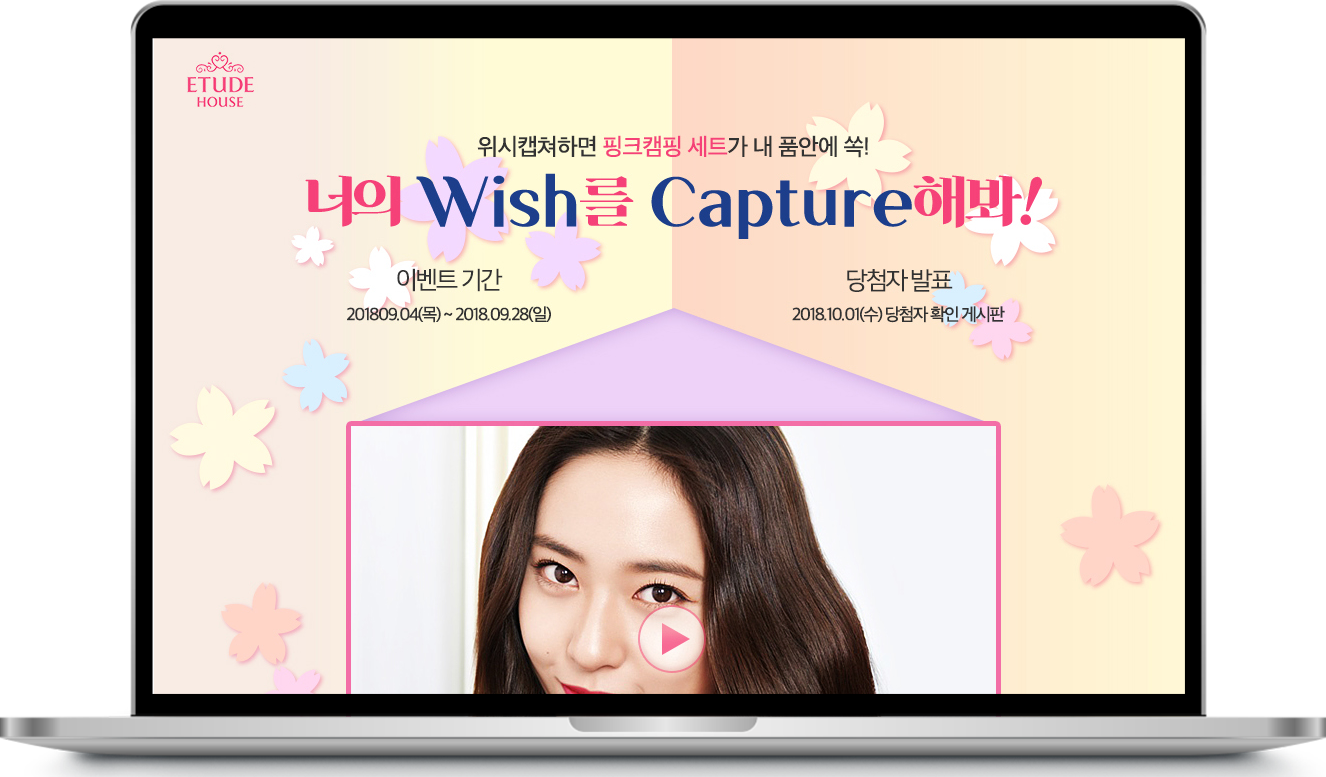 ETUDE
HOUSE
위시캡쳐하면 핑크캠핑 세트가 내 품안에 쏙!
너의 Wish를 Capture해봐!
이벤트 기간
201809.04(목) ~ 2018.09.28(일)
당첨자 발표
2018.10.01(수) 당첨자 확인 게시판